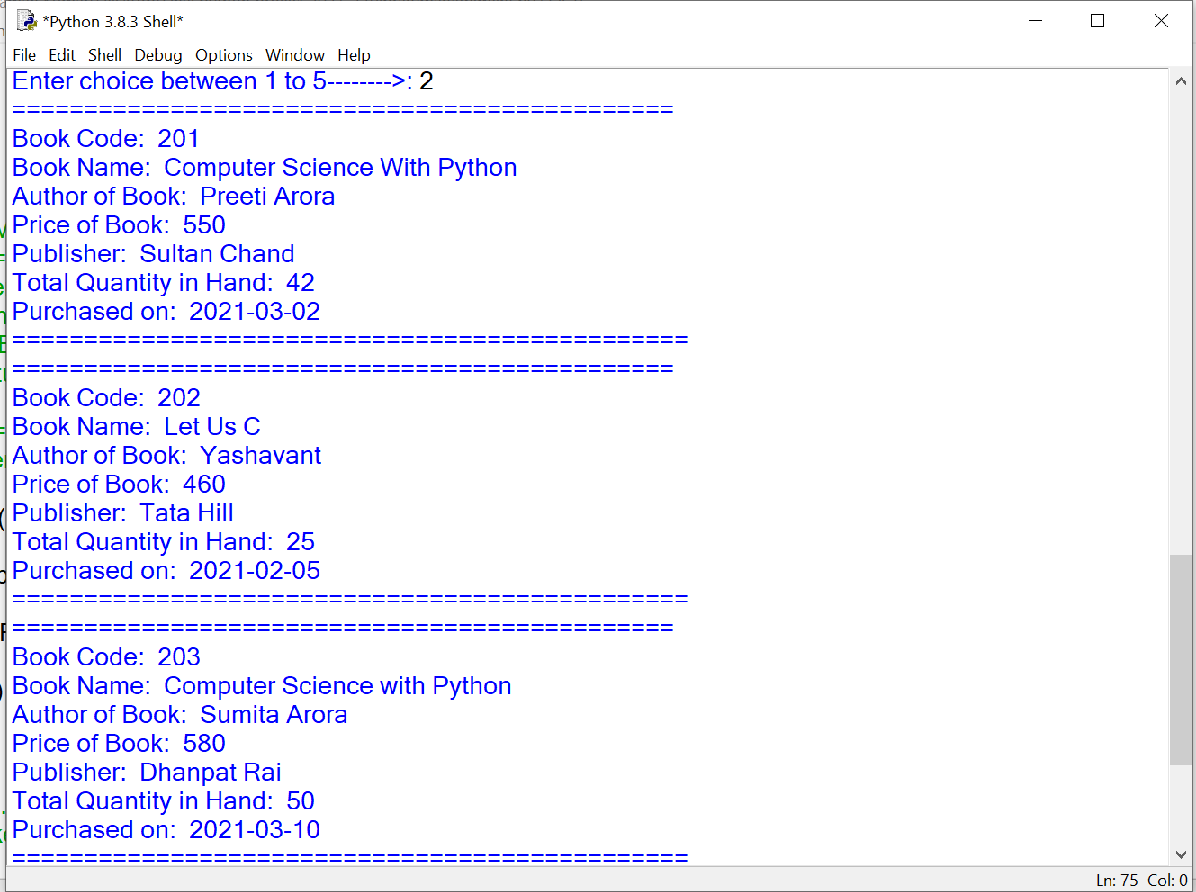 *Python 3.8.3 Shell*
File Edit Shell Debug Options Window Help
Enter choice between 1 to 5-------->: 2
==============================================
Book Code:  201
Book Name:  Computer Science With Python
Author of Book:  Preeti Arora
Price of Book:  550
Publisher:  Sultan Chand
Total Quantity in Hand:  42
Purchased on:  2021-03-02
===============================================
==============================================
Book Code:  202
Book Name:  Let Us C
Author of Book:  Yashavant
Price of Book:  460
Publisher:  Tata Hill
Total Quantity in Hand:  25
Purchased on:  2021-02-05
===============================================
==============================================
Book Code:  203
Book Name:  Computer Science with Python
Author of Book:  Sumita Arora
Price of Book:  580
Publisher:  Dhanpat Rai
Total Quantity in Hand:  50
Purchased on:  2021-03-10
===============================================
Ln: 75 Col: 0